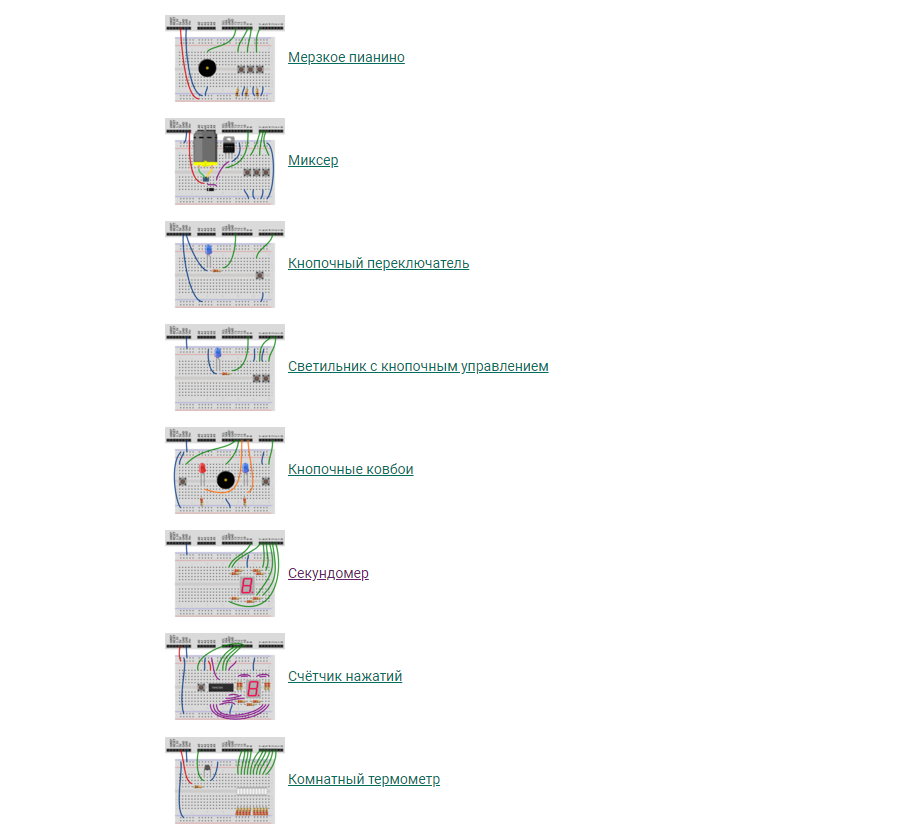 Мерзкое пианино
Миксер
Кнопочный переключатель
Светильник с кнопочным управлением
Кнопочные ковбои
Секундомер
Счётчик нажатий
Комнатный термометр